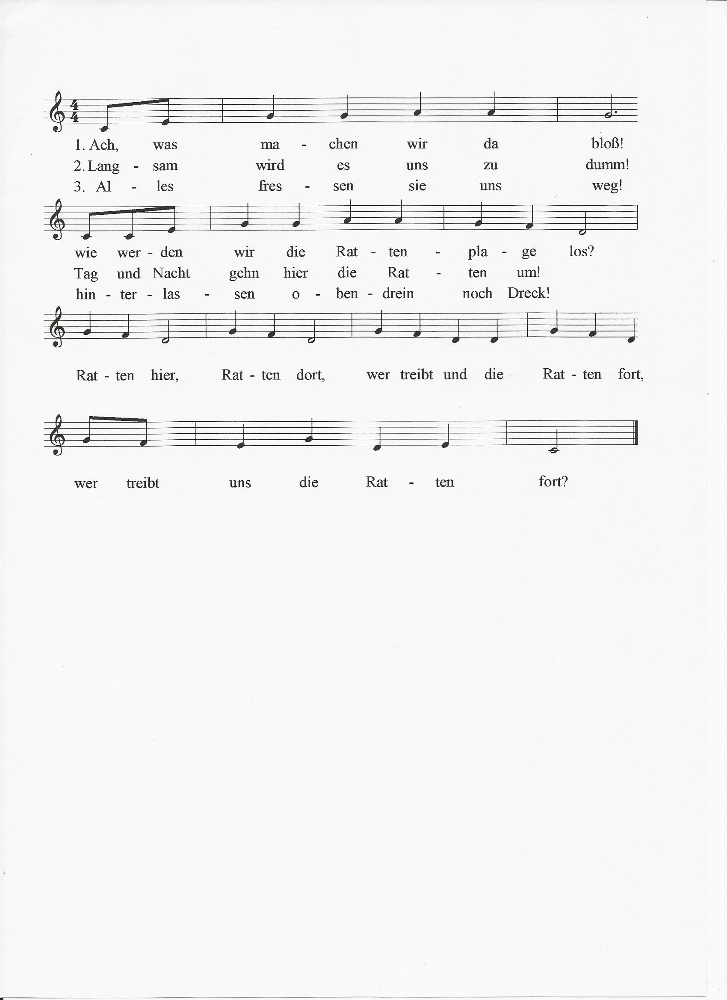 4
4
1. Ach, was ma - chen wir da bloß!
2. Lang - sam wird es uns zu dumm!
3. Al - les fres - sen sie uns weg!
wie wer - den wir die Rat - ten - pla - ge los?
Tag und Nacht gehn hier die Rat - ten um!
hin - ter - las - sen o - ben - drein noch Dreck!
Rat - ten hier, Rat - ten dort, wer treibt und die Rat - ten fort,
wer treibt uns die Rat - ten fort?